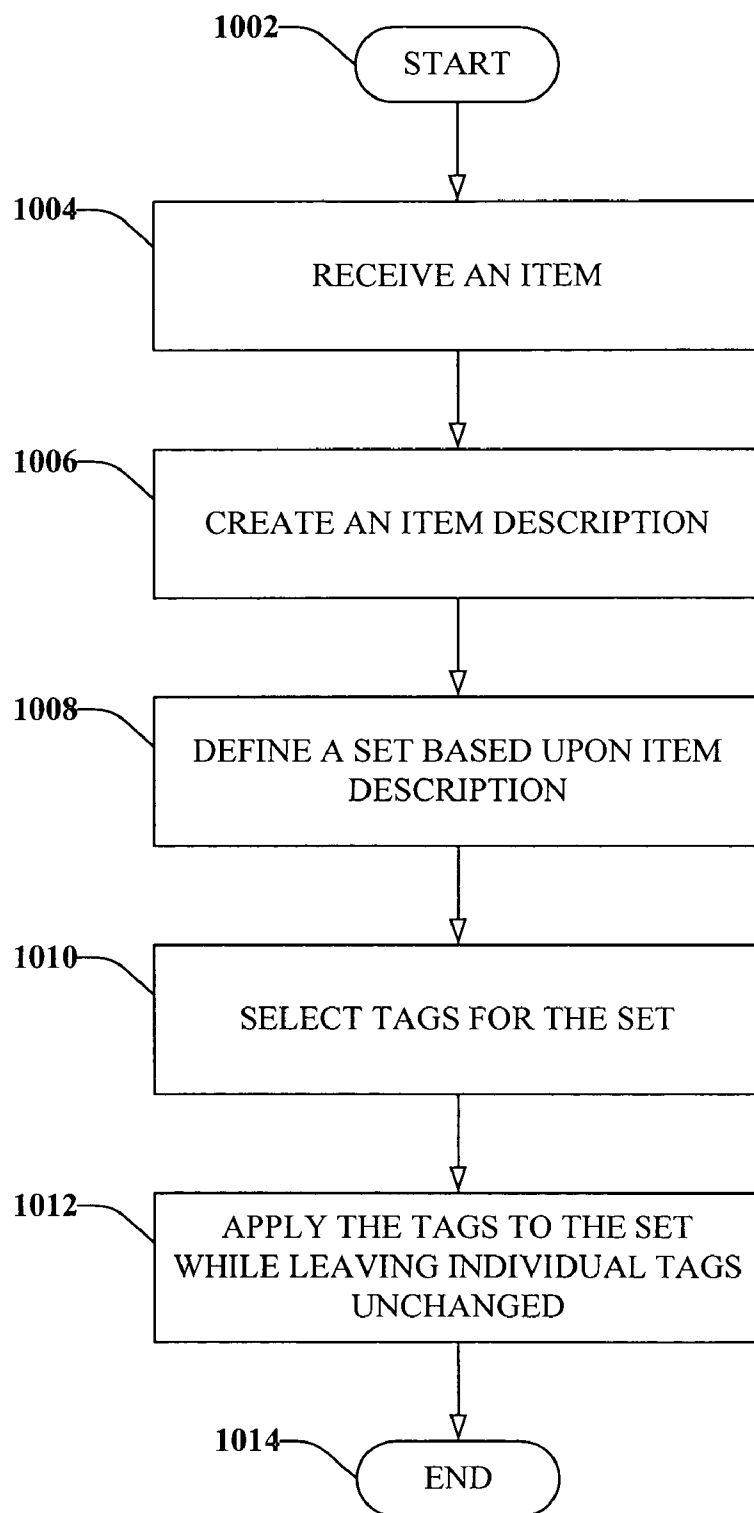 1002
START
1004
RECEIVE AN ITEM
1006
CREATE AN ITEM DESCRIPTION
1008
DEFINE A SET BASED UPON ITEM
DESCRIPTION
1010
SELECT TAGS FOR THE SET
1012
APPLY THE TAGS TO THE SET
WHILE LEAVING INDIVIDUAL TAGS
UNCHANGED
1014
END